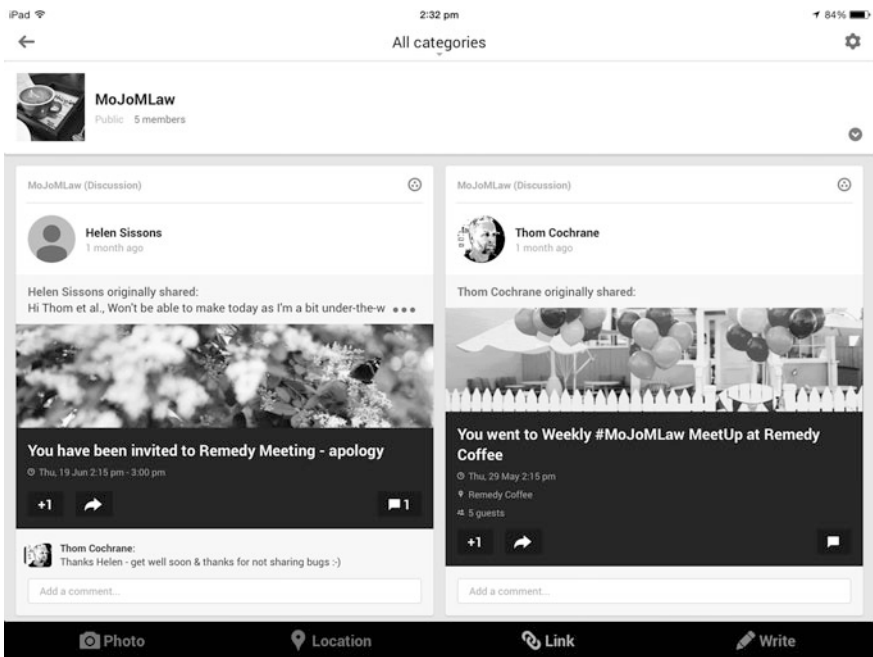 iPad 2:32 pm 84%
All categories
MoJoMLaw
Public 5 members
MoJoMLaw (Discussion)
Helen Sissons
1 month ago
Helen Sissons originally shared:
Hi Thom et al., Won't be able to make today as I'm a bit under-the-w
You have been invited to Remedy Meeting - apology
Thu, 19 Jun 2:15 pm - 3:00 pm
+1 1
Thom Cochrane:
Thanks Helen - get well soon & thanks for not sharing bugs :-)
Add a comment...
MoJoMLaw (Discussion)
Thom Cochrane
1 month ago
Thom Cochrane originally shared:
You went to Weekly #MoJoMLaw MeetUp at Remedy
Coffee
Thu, 29 May 2:15 pm
Remedy Coffee
5 guests
+1
Add a comment...
Photo Location Link Write